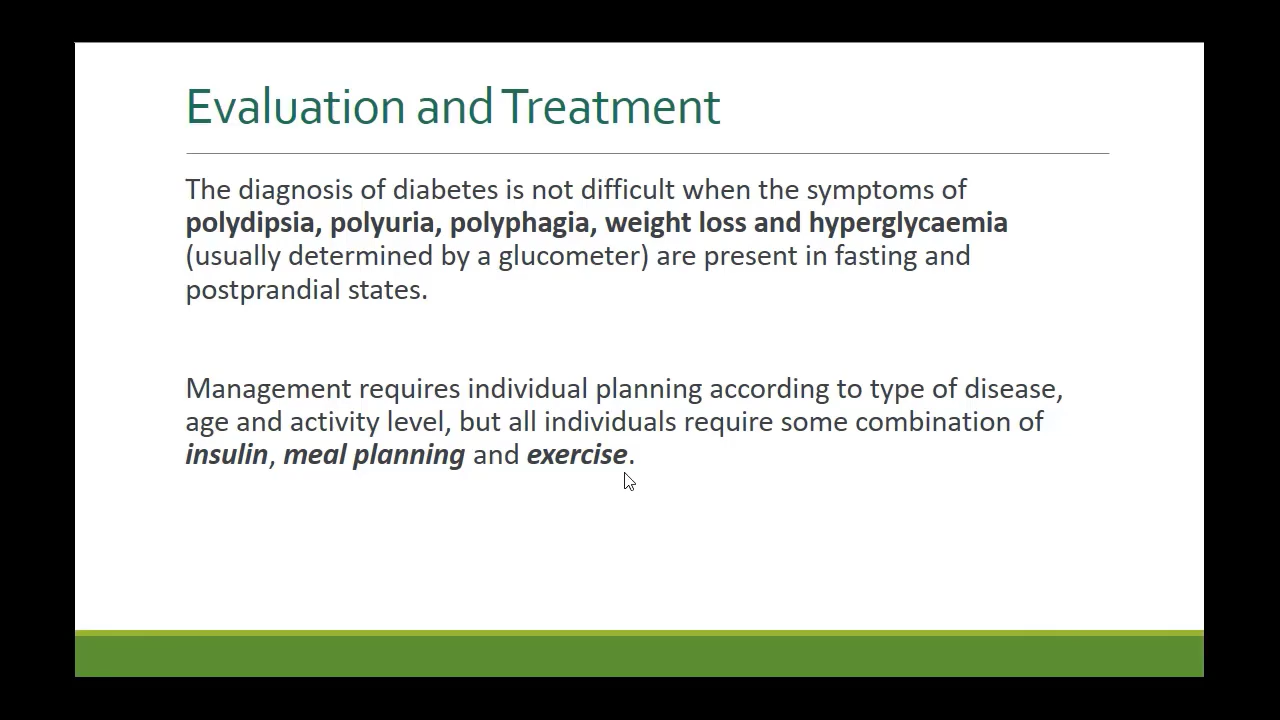 Evaluation and Treatment
The diagnosis of diabetes is not difficult when the symptoms of
polydipsia, polyuria, polyphagia, weight loss and hyperglycaemia
(usually determined by a glucometer) are present in fasting and
postprandial states.
Management requires individual planning according to type of disease,
age and activity level, but all individuals require some combination of
insulin, meal planning and exercise.